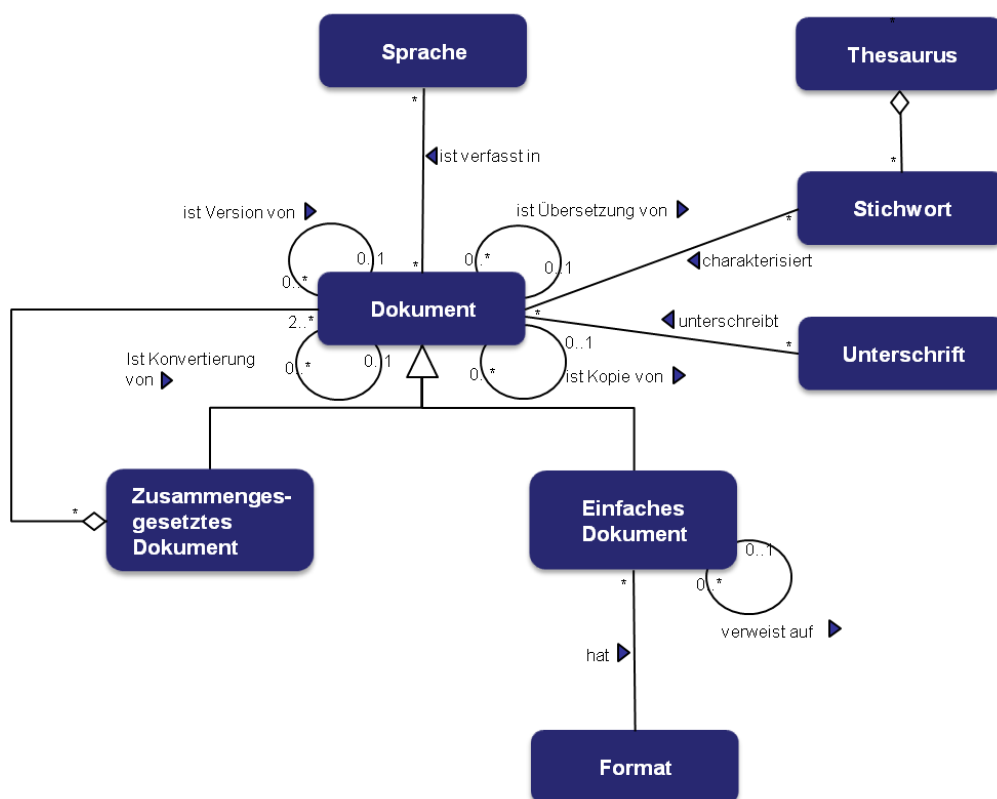 *
Sprache
Thesaurus
*
ist verfasst in
*
ist Version von
ist Übersetzung von
Stichwort
*
0..1
0..*
charakterisiert
0..*
*
0..1
Dokument
*
unterschreibt
2..*
0..1
*
Unterschrift
Ist Konvertierung
von
0..*
0..1
0..*
ist Kopie von
Zusammenges-
gesetztes
Dokument
*
Einfaches
Dokument
0..1
*
0..*
verweist auf
hat
Format